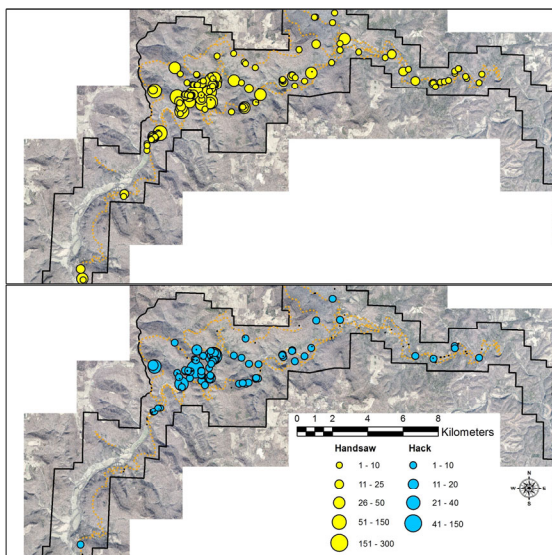 0 1 2 4 6 8
Kilometers
Handsaw Hack
1 - 10 1 - 10
11 - 25 11 - 20
26 - 50 21 - 40
51 - 150 41 - 150
151 - 300
N
W E
S